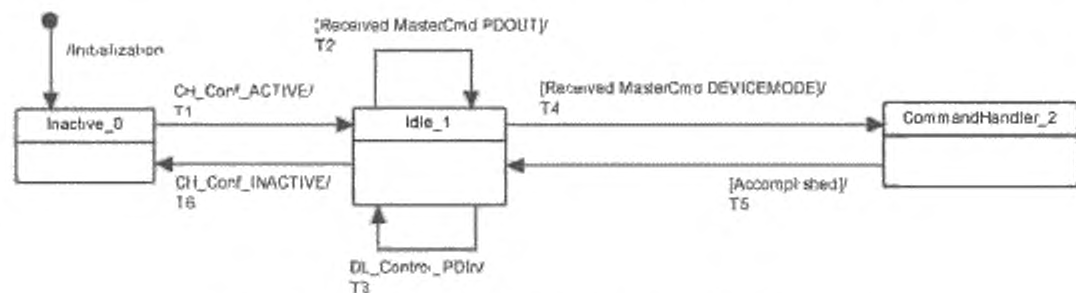 [Received MasterCmd PDOUT]/
T2
/Initialization
CH_Conf_ACTIVE/
T1
[Received MasterCmd DEVICEMODE]/
T4
Inactive_0
Idle_1
CommandHandler_2
CH_Conf_INACTIVE/
T6
[Accomplished]/
T5
DL_Control_PDIn/
T3